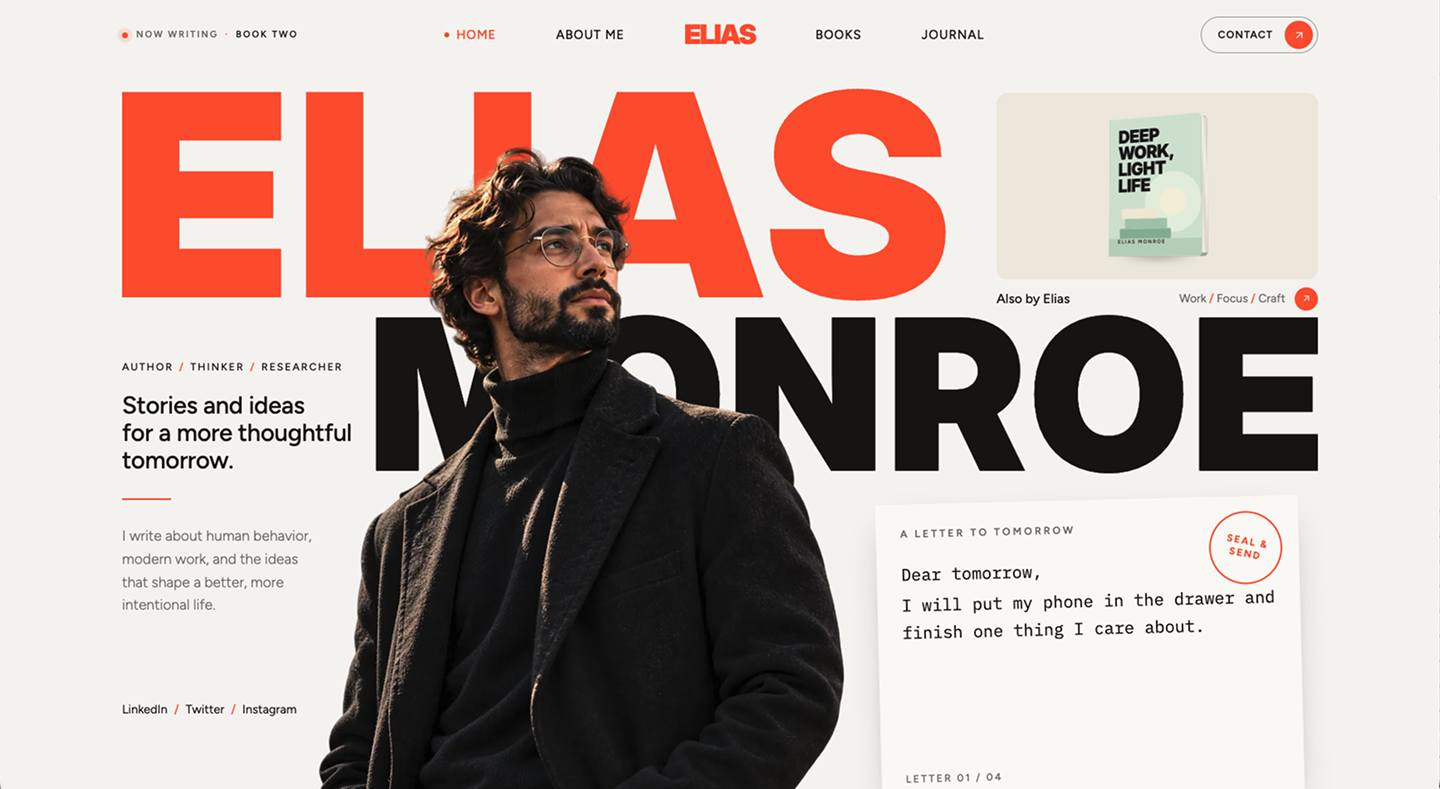 NOW WRITING · BOOK TWO
HOME
ABOUT ME
ELIAS
BOOKS
JOURNAL
CONTACT
ELIAS
DEEP
WORK,
LIGHT
LIFE
ELIAS MONROE
Also by Elias
Work / Focus / Craft
MONROE
AUTHOR / THINKER / RESEARCHER
Stories and ideas
for a more thoughtful
tomorrow.
I write about human behavior,
modern work, and the ideas
that shape a better, more
intentional life.
LinkedIn / Twitter / Instagram
A LETTER TO TOMORROW
SEAL &
SEND
Dear tomorrow,
I will put my phone in the drawer and
finish one thing I care about.
LETTER 01 / 04